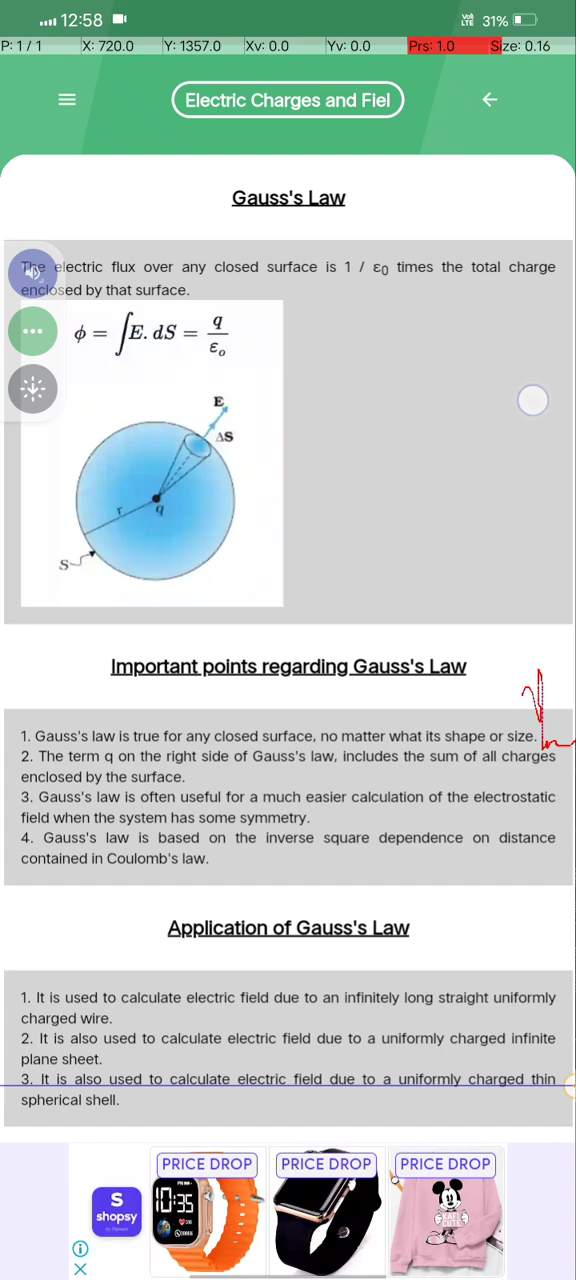 12:58 Vo) LTE 31%
P: 1 / 1 X: 720.0 Y: 1357.0 Xv: 0.0 Yv: 0.0 Prs: 1.0 Size: 0.16
Electric Charges and Fiel
Gauss's Law
The electric flux over any closed surface is 1 / ε0 times the total charge
enclosed by that surface.
ϕ = ∫E. dS = q/εo
E
ΔS
r
q
S
Important points regarding Gauss's Law
1. Gauss's law is true for any closed surface, no matter what its shape or size.
2. The term q on the right side of Gauss's law, includes the sum of all charges
enclosed by the surface.
3. Gauss's law is often useful for a much easier calculation of the electrostatic
field when the system has some symmetry.
4. Gauss's law is based on the inverse square dependence on distance
contained in Coulomb's law.
Application of Gauss's Law
1. It is used to calculate electric field due to an infinitely long straight uniformly
charged wire.
2. It is also used to calculate electric field due to a uniformly charged infinite
plane sheet.
3. It is also used to calculate electric field due to a uniformly charged thin
spherical shell.
PRICE DROP PRICE DROP PRICE DROP
S
shopsy
10:35